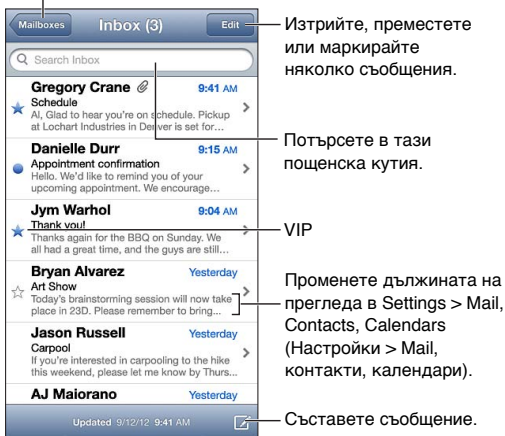 Mailboxes
Inbox (3)
Edit
Search Inbox
Gregory Crane
9:41 AM
Schedule
Al, Glad to hear you're on schedule. Pickup
at Lochart Industries in Denver is set for...
Danielle Durr
9:15 AM
Appointment confirmation
Hello. We'd like to remind you of your
upcoming appointment. We encourage...
Jym Warhol
9:04 AM
Thank you!
Thanks again for the BBQ on Sunday. We
all had a great time, and the guys are still...
Bryan Alvarez
Yesterday
Art Show
Today's brainstorming session will now take
place in 23D. Please remember to bring...
Jason Russell
Yesterday
Carpool
If you're interested in carpooling to the hike
this weekend, please let me know by Thurs...
AJ Maiorano
Yesterday
Updated 9/12/12 9:41 AM
Изтрийте, преместете
или маркирайте
няколко съобщения.
Потърсете в тази
пощенска кутия.
VIP
Променете дължината на
прегледа в Settings > Mail,
Contacts, Calendars
(Настройки > Mail,
контакти, календари).
Съставете съобщение.